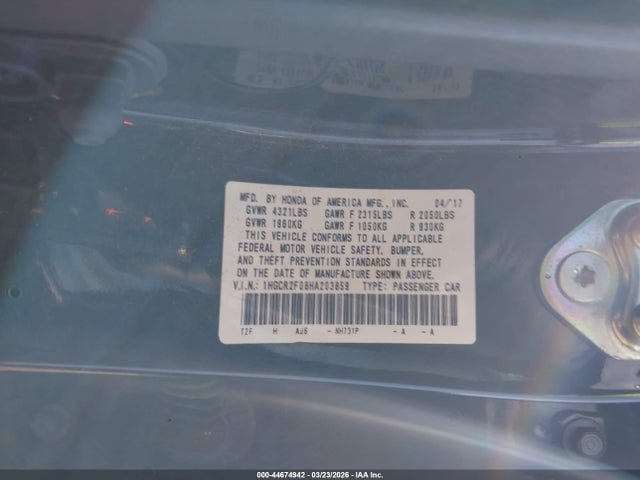 MFD. BY HONDA OF AMERICA MFG., INC. 04/17
GVWR 4321LBS GAWR F 2315LBS R 2050LBS
GVWR 1960KG GAWR F 1050KG R 930KG
THIS VEHICLE CONFORMS TO ALL APPLICABLE
FEDERAL MOTOR VEHICLE SAFETY, BUMPER,
AND THEFT PREVENTION STANDARDS IN EFFECT
ON THE DATE OF MANUFACTURE SHOWN ABOVE.
V.I.N.: 1HGCR2F08HA203859 TYPE: PASSENGER CAR
T2F H AJ6 - NH731P - A - A
000-44674942 - 03/23/2026 - IAA Inc.